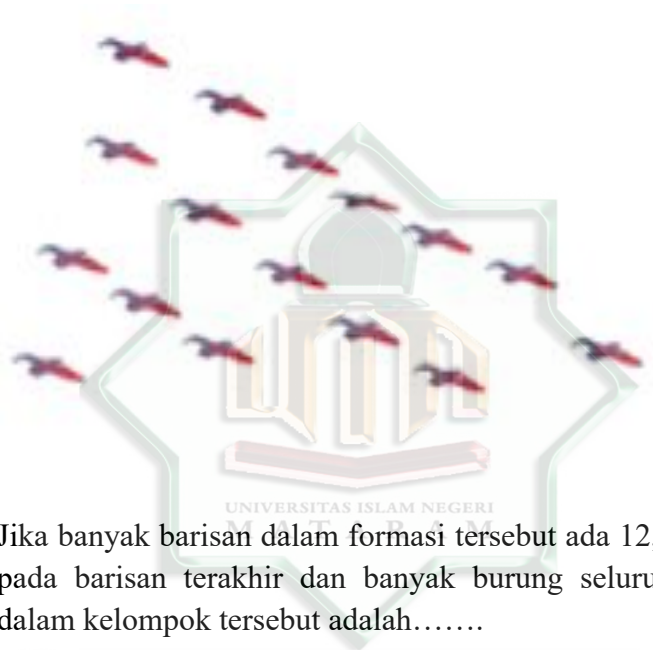 UNIVERSITAS ISLAM NEGERI
M A T A R A M
Jika banyak barisan dalam formasi tersebut ada 12,
pada barisan terakhir dan banyak burung seluru
dalam kelompok tersebut adalah…….